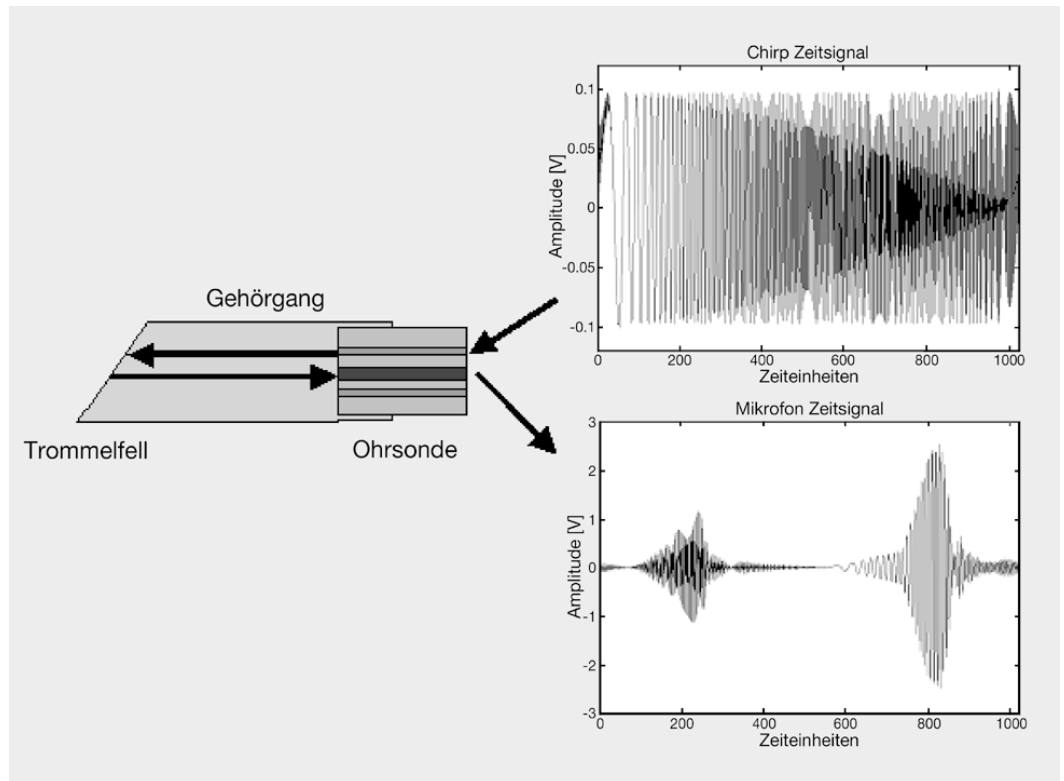 Chirp Zeitsignal
0.1
0.05
0
-0.05
-0.1
Amplitude [V]
0 200 400 600 800 1000
Zeiteinheiten
Gehörgang
Trommelfell
Ohrsonde
Mikrofon Zeitsignal
3
2
1
0
-1
-2
-3
Amplitude [V]
0 200 400 600 800 1000
Zeiteinheiten